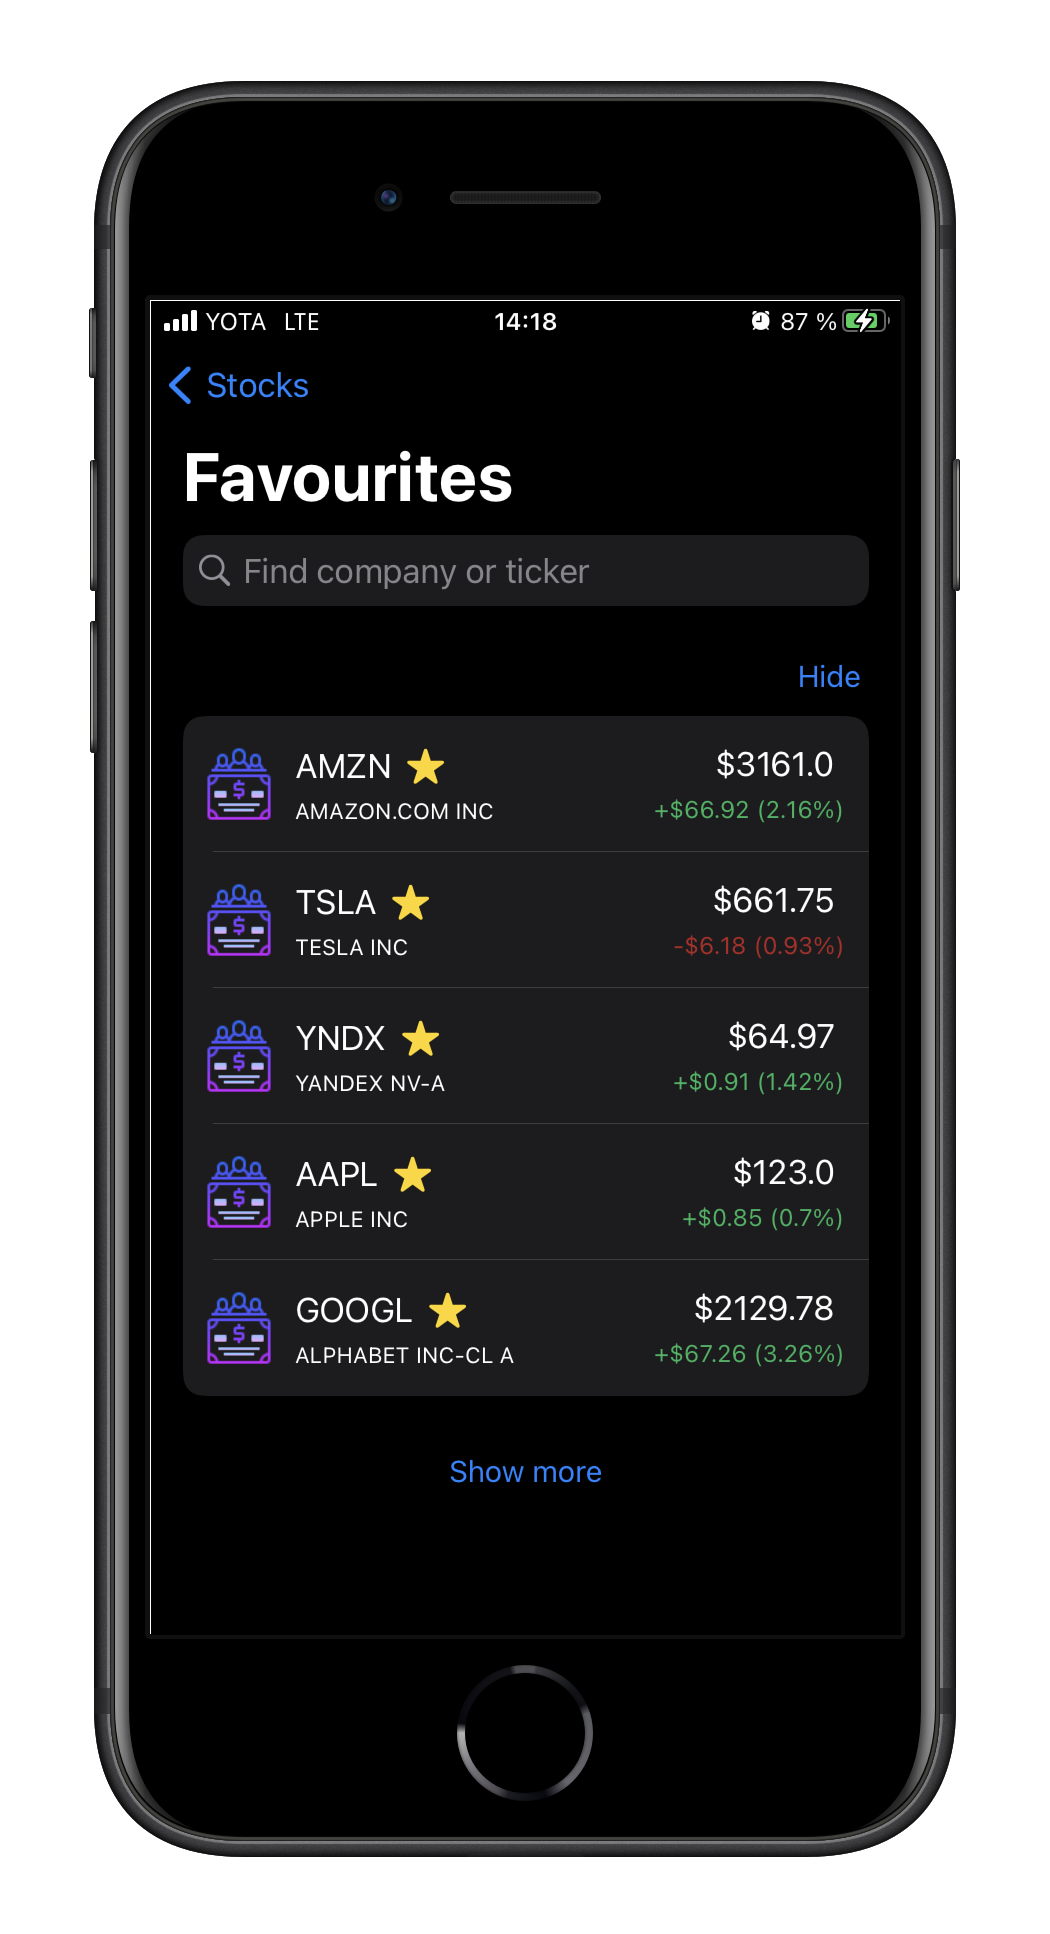 YOTA LTE 14:18 87 %
Stocks
Favourites
Find company or ticker
Hide
AMZN $3161.0
AMAZON.COM INC +$66.92 (2.16%)
TSLA $661.75
TESLA INC -$6.18 (0.93%)
YNDX $64.97
YANDEX NV-A +$0.91 (1.42%)
AAPL $123.0
APPLE INC +$0.85 (0.7%)
GOOGL $2129.78
ALPHABET INC-CL A +$67.26 (3.26%)
Show more